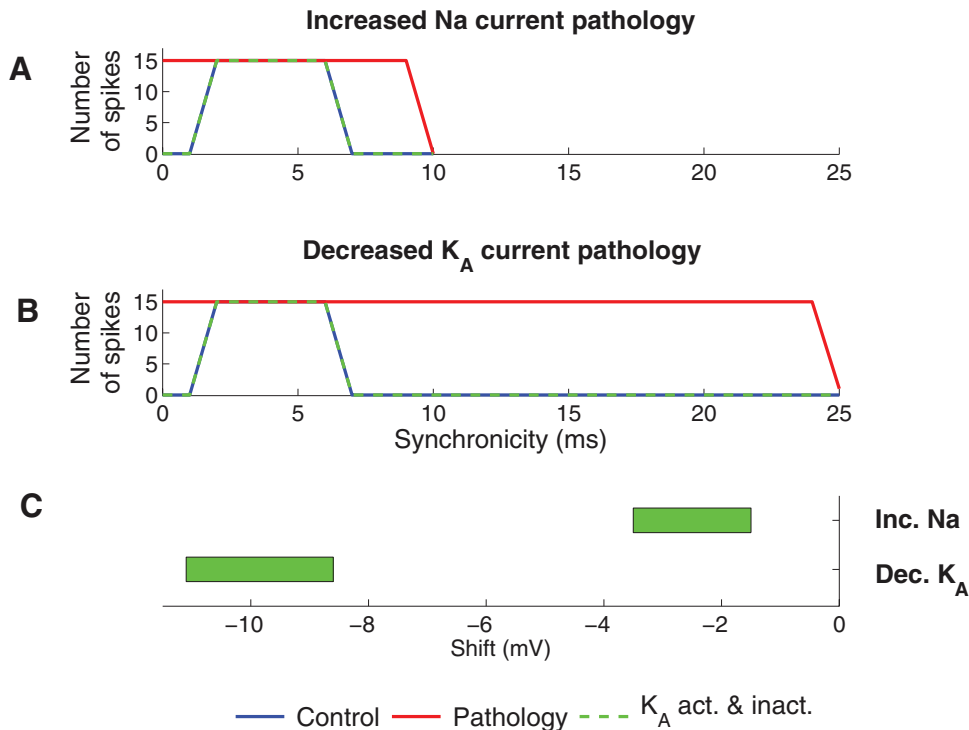 Increased Na current pathology
A
Number
of spikes
15
10
5
0
0 5 10 15 20 25
Decreased K_A current pathology
B
Number
of spikes
15
10
5
0
0 5 10 15 20 25
Synchronicity (ms)
C
Inc. Na
Dec. K_A
−10 −8 −6 −4 −2 0
Shift (mV)
Control Pathology K_A act. & inact.